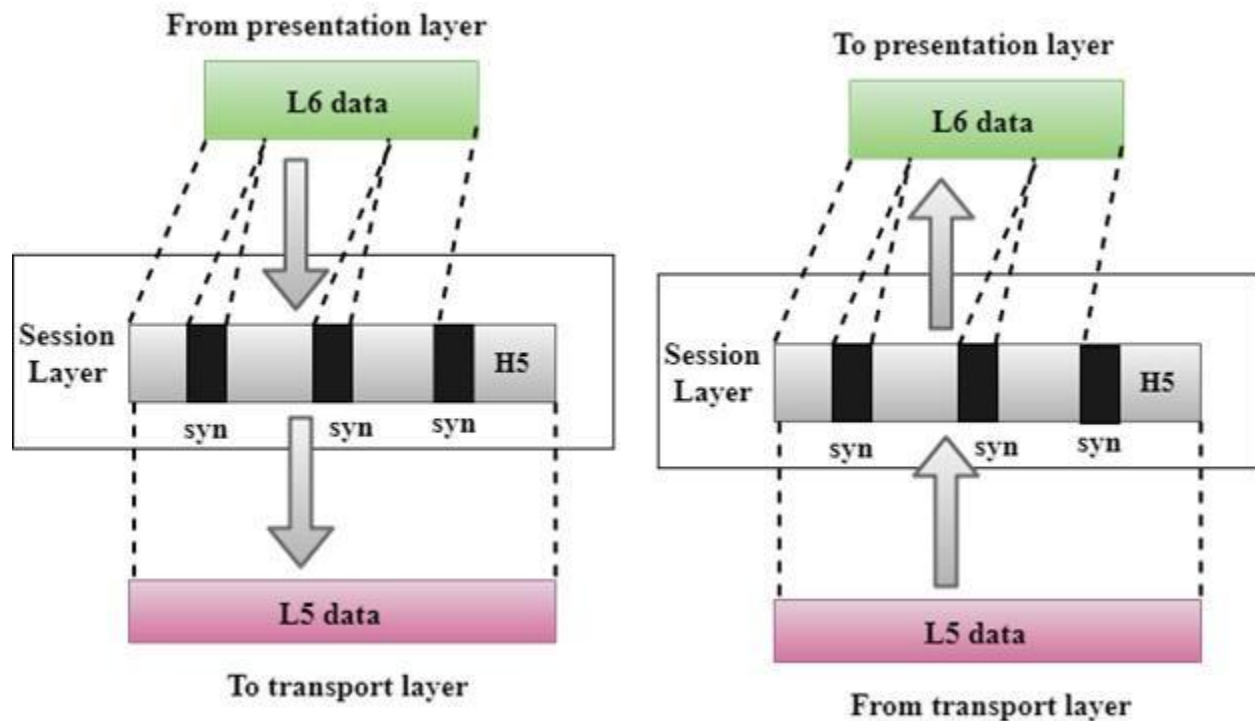 From presentation layer
L6 data
Session
Layer
H5
syn syn syn
L5 data
To transport layer
To presentation layer
L6 data
Session
Layer
H5
syn syn syn
L5 data
From transport layer